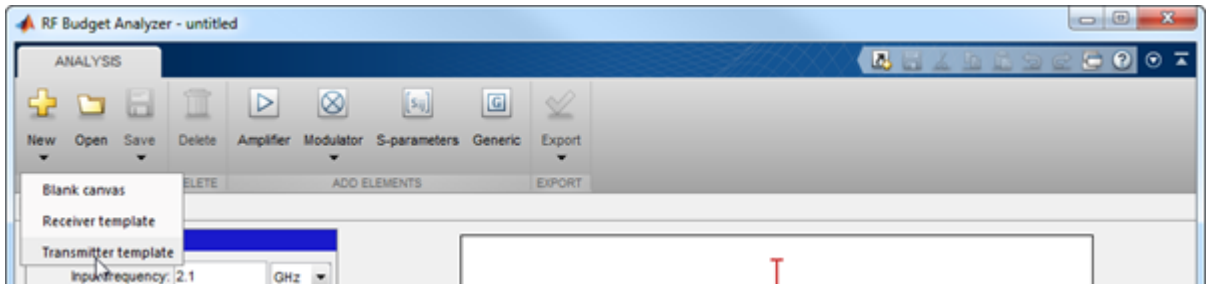 RF Budget Analyzer - untitled
ANALYSIS
New Open Save Delete Amplifier Modulator S-parameters Generic Export
ELETE ADD ELEMENTS EXPORT
Blank canvas
Receiver template
Transmitter template
Input frequency: 2.1 GHz